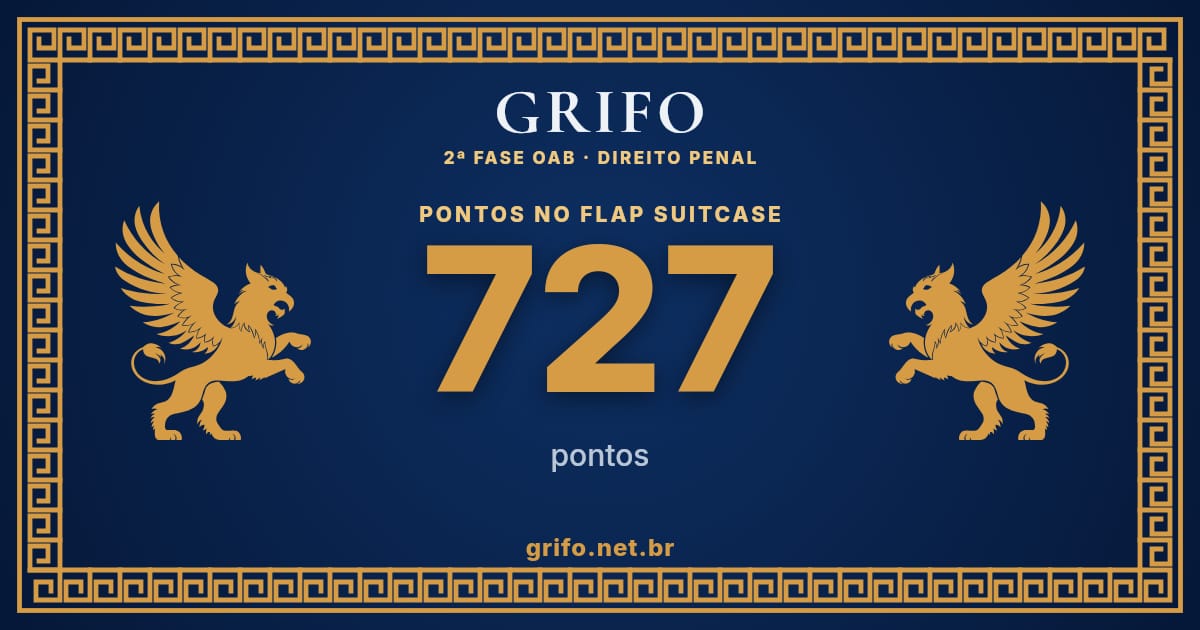 GRIFO
2ª FASE OAB · DIREITO PENAL
PONTOS NO FLAP SUITCASE
727
pontos
grifo.net.br